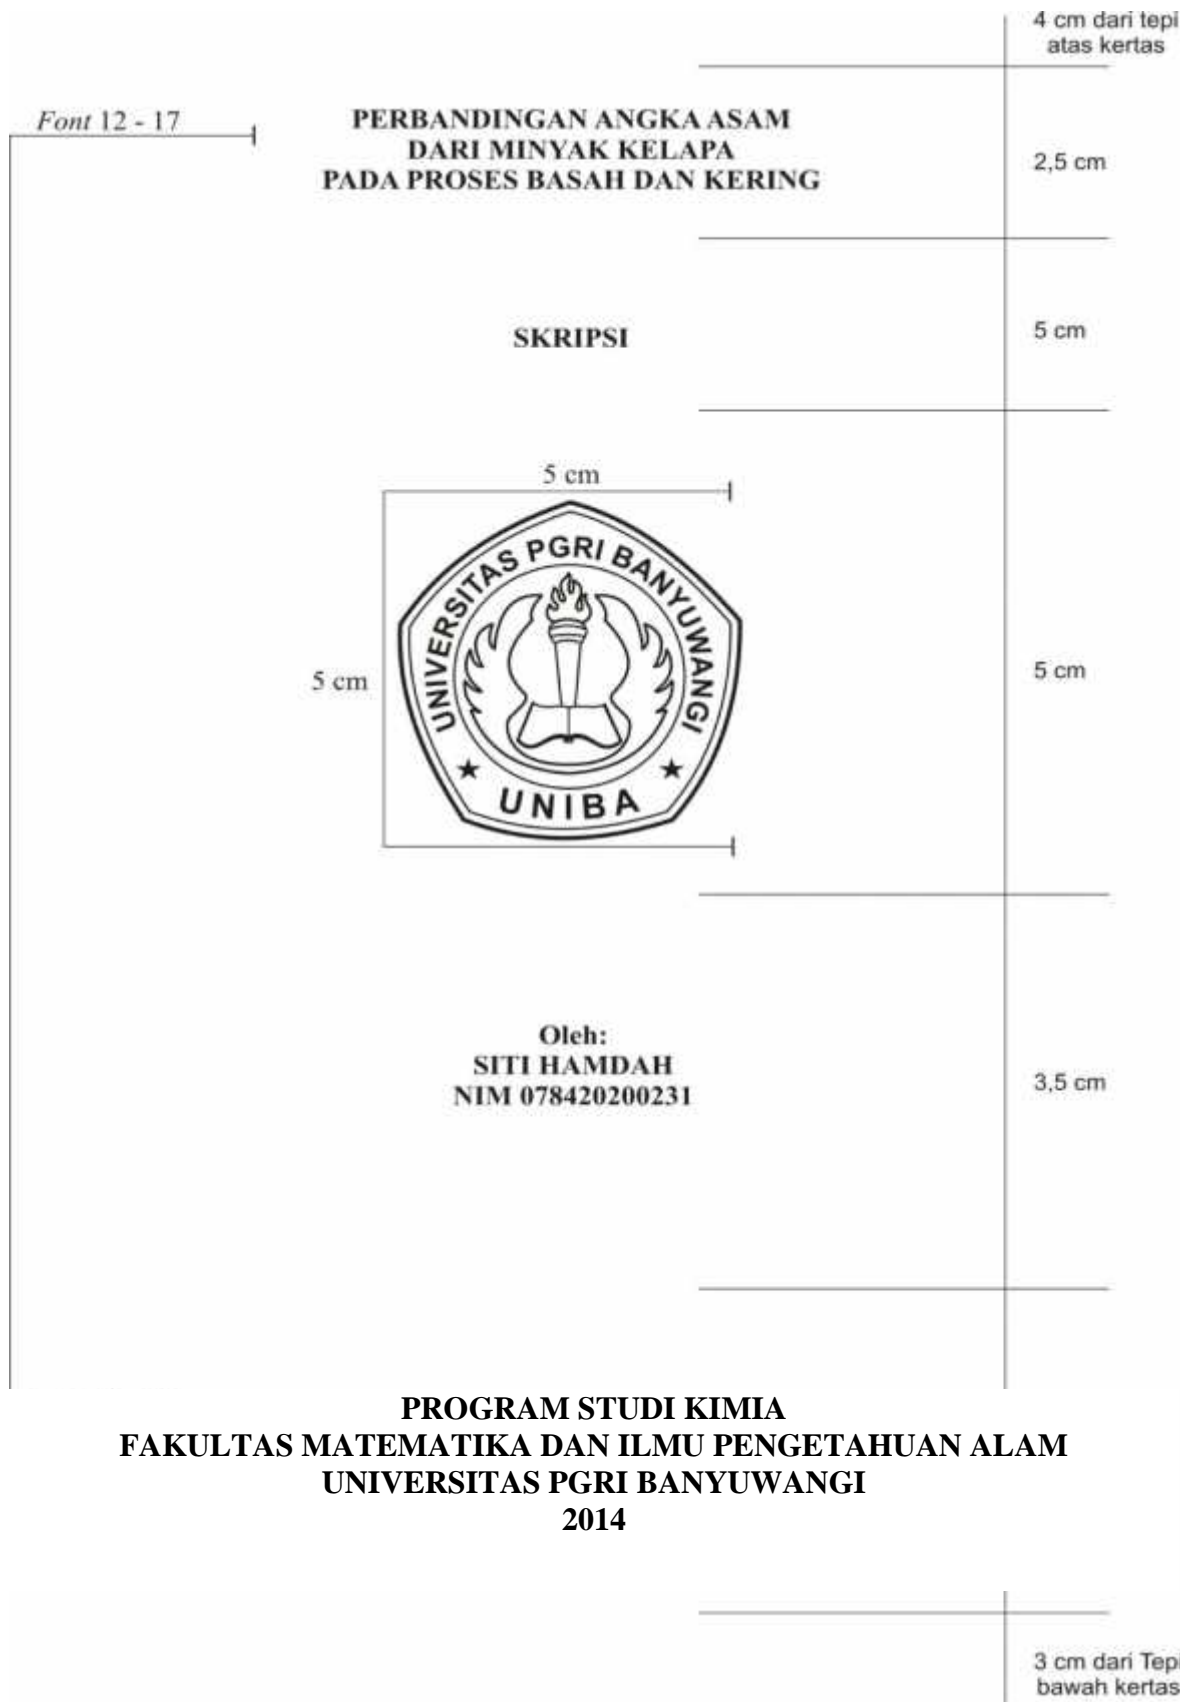 4 cm dari tepi
atas kertas
Font 12 - 17
PERBANDINGAN ANGKA ASAM
DARI MINYAK KELAPA
PADA PROSES BASAH DAN KERING
2,5 cm
SKRIPSI
5 cm
5 cm
UNIVERSITAS PGRI BANYUWANGI
5 cm
5 cm
UNIBA
Oleh:
SITI HAMDAH
NIM 078420200231
3,5 cm
PROGRAM STUDI KIMIA
FAKULTAS MATEMATIKA DAN ILMU PENGETAHUAN ALAM
UNIVERSITAS PGRI BANYUWANGI
2014
3 cm dari Tepi
bawah kertas